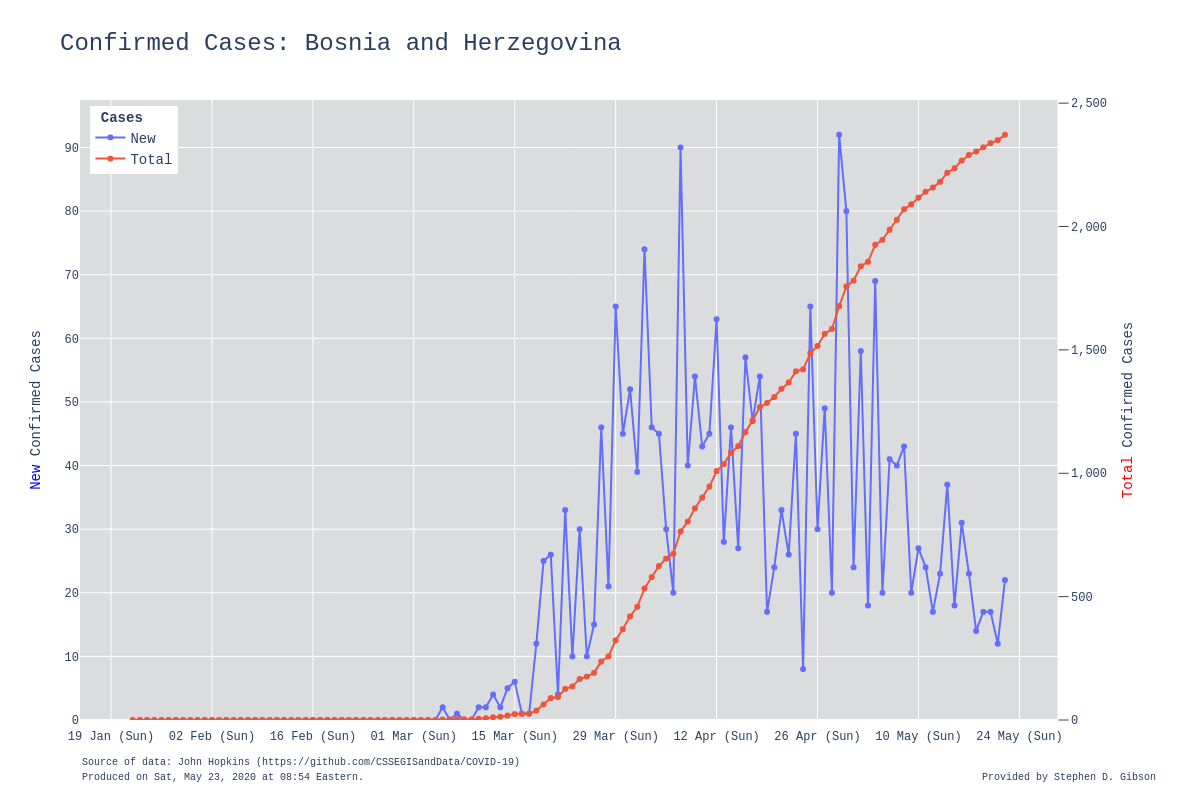 Confirmed Cases: Bosnia and Herzegovina
Cases
New
Total
90
80
70
60
50
40
30
20
10
0
New Confirmed Cases
2,500
2,000
1,500
1,000
500
0
Total Confirmed Cases
19 Jan (Sun) 02 Feb (Sun) 16 Feb (Sun) 01 Mar (Sun) 15 Mar (Sun) 29 Mar (Sun) 12 Apr (Sun) 26 Apr (Sun) 10 May (Sun) 24 May (Sun)
Source of data: John Hopkins (https://github.com/CSSEGISandData/COVID-19)
Produced on Sat, May 23, 2020 at 08:54 Eastern.
Provided by Stephen D. Gibson